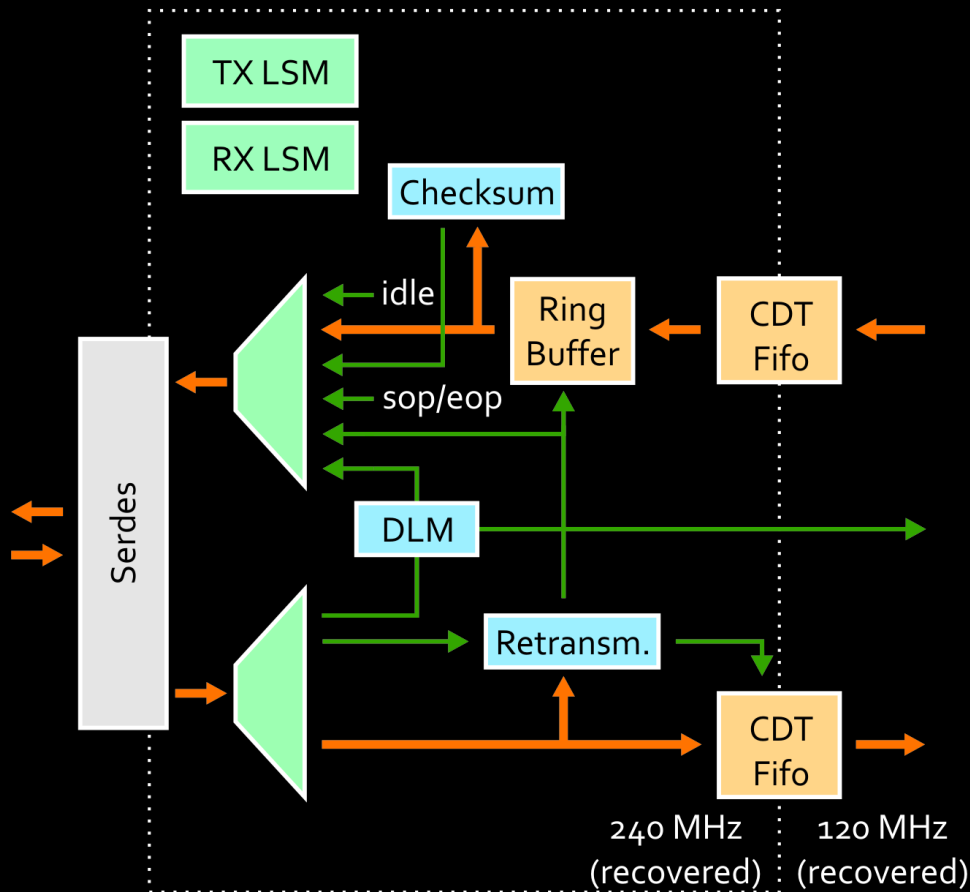 TX LSM
RX LSM
Checksum
idle
Ring
Buffer
CDT
Fifo
sop/eop
Serdes
DLM
Retransm.
CDT
Fifo
240 MHz
(recovered)
120 MHz
(recovered)